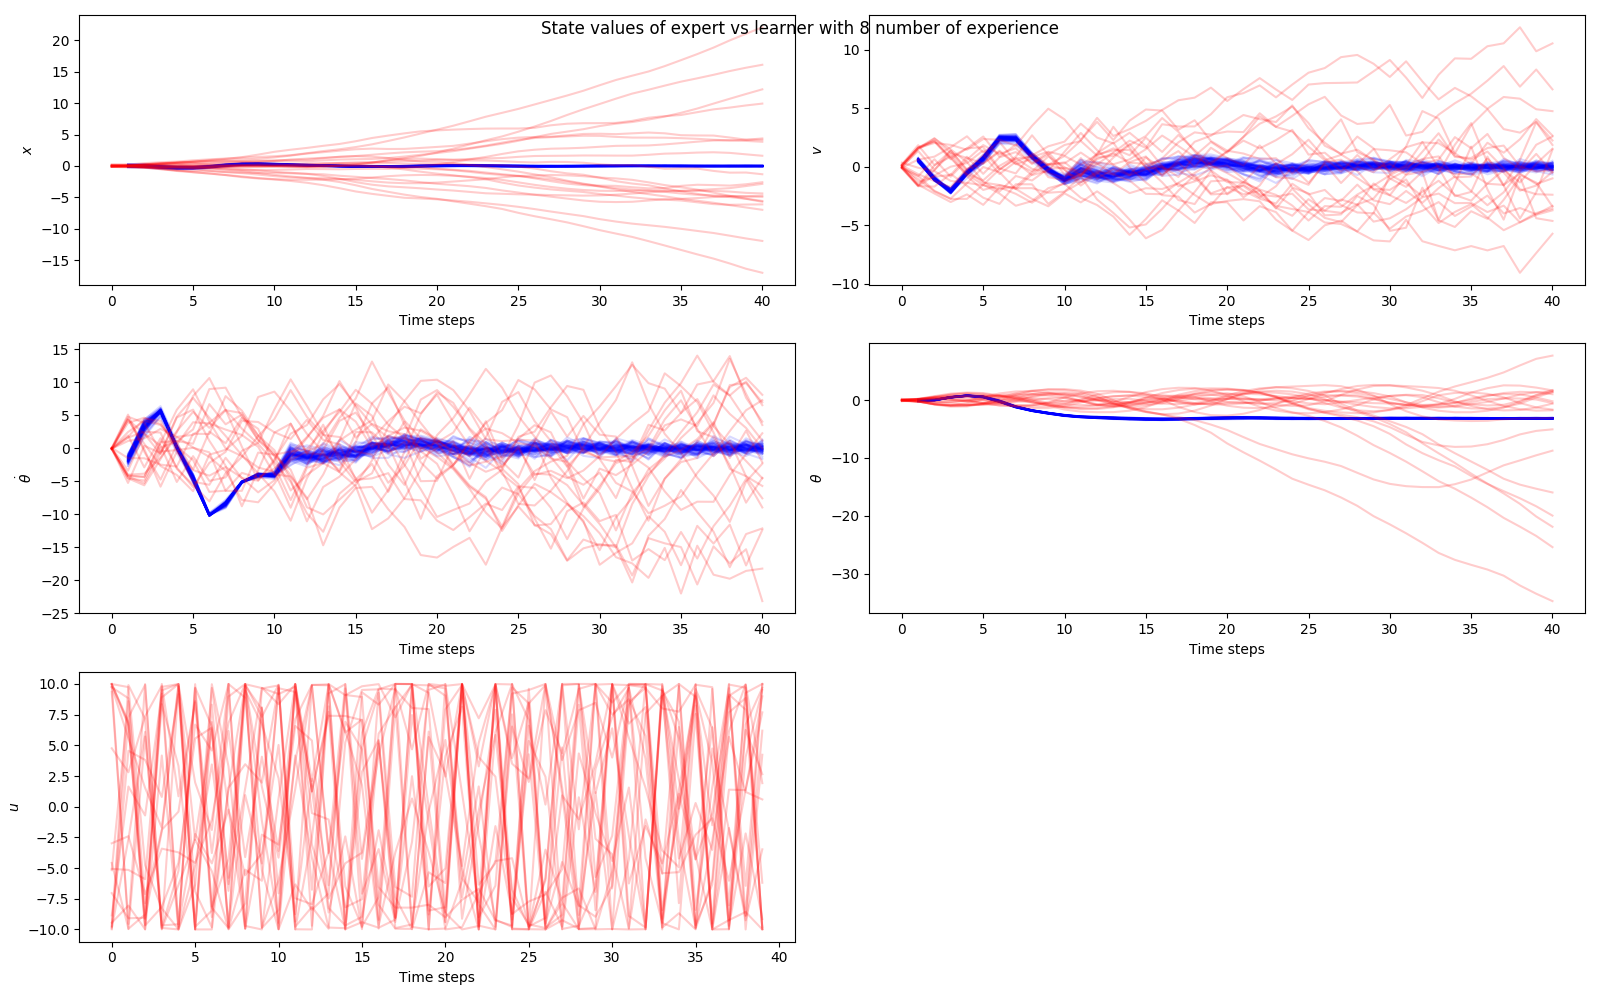 State values of expert vs learner with 8 number of experience
20
15
10
5
0
−5
−10
−15
x
0 5 10 15 20 25 30 35 40
Time steps
10
5
0
−5
−10
v
0 5 10 15 20 25 30 35 40
Time steps
15
10
5
0
−5
−10
−15
−20
−25
θ̇
0 5 10 15 20 25 30 35 40
Time steps
0
−10
−20
−30
θ
0 5 10 15 20 25 30 35 40
Time steps
10.0
7.5
5.0
2.5
0.0
−2.5
−5.0
−7.5
−10.0
u
0 5 10 15 20 25 30 35 40
Time steps